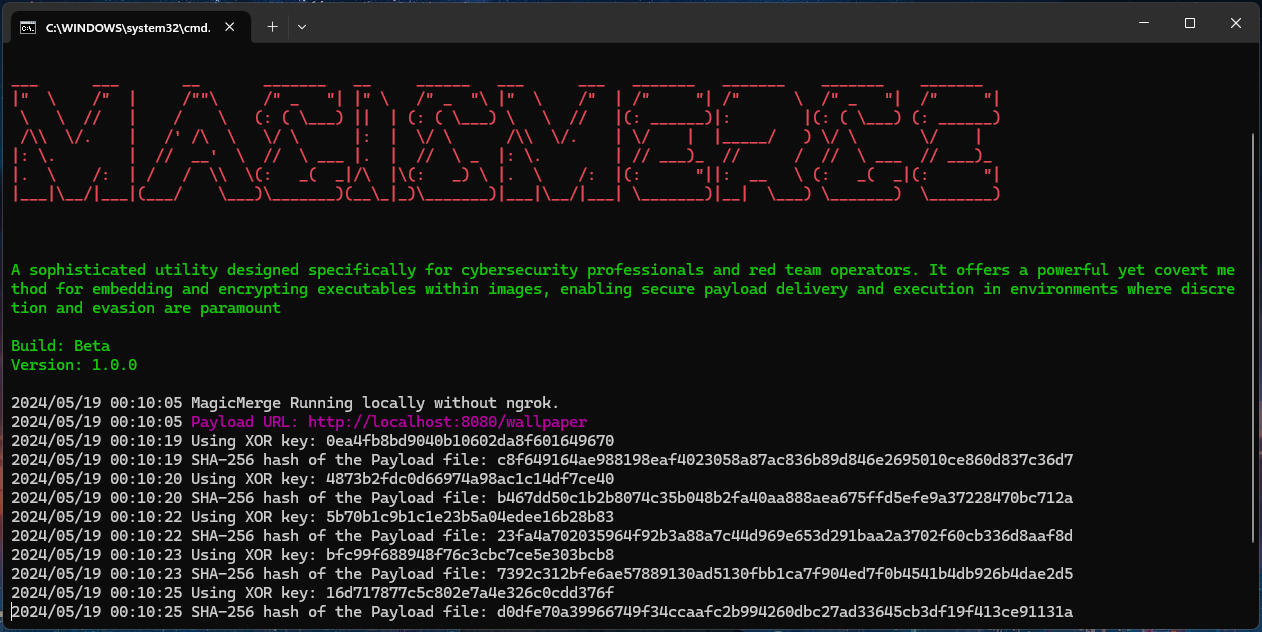 C:\WINDOWS\system32\cmd.
MAGICMERGE
A sophisticated utility designed specifically for cybersecurity professionals and red team operators. It offers a powerful yet covert me
thod for embedding and encrypting executables within images, enabling secure payload delivery and execution in environments where discre
tion and evasion are paramount
Build: Beta
Version: 1.0.0
2024/05/19 00:10:05 MagicMerge Running locally without ngrok.
2024/05/19 00:10:05 Payload URL: http://localhost:8080/wallpaper
2024/05/19 00:10:19 Using XOR key: 0ea4fb8bd9040b10602da8f601649670
2024/05/19 00:10:19 SHA-256 hash of the Payload file: c8f649164ae988198eaf4023058a87ac836b89d846e2695010ce860d837c36d7
2024/05/19 00:10:20 Using XOR key: 4873b2fdc0d66974a98ac1c14df7ce40
2024/05/19 00:10:20 SHA-256 hash of the Payload file: b467dd50c1b2b8074c35b048b2fa40aa888aea675ffd5efe9a37228470bc712a
2024/05/19 00:10:22 Using XOR key: 5b70b1c9b1c1e23b5a04edee16b28b83
2024/05/19 00:10:22 SHA-256 hash of the Payload file: 23fa4a702035964f92b3a88a7c44d969e653d291baa2a3702f60cb336d8aaf8d
2024/05/19 00:10:23 Using XOR key: bfc99f688948f76c3cbc7ce5e303bcb8
2024/05/19 00:10:23 SHA-256 hash of the Payload file: 7392c312bfe6ae57889130ad5130fbb1ca7f904ed7f0b4541b4db926b4dae2d5
2024/05/19 00:10:25 Using XOR key: 16d717877c5c802e7a4e326c0cdd376f
2024/05/19 00:10:25 SHA-256 hash of the Payload file: d0dfe70a39966749f34ccaafc2b994260dbc27ad33645cb3df19f413ce91131a